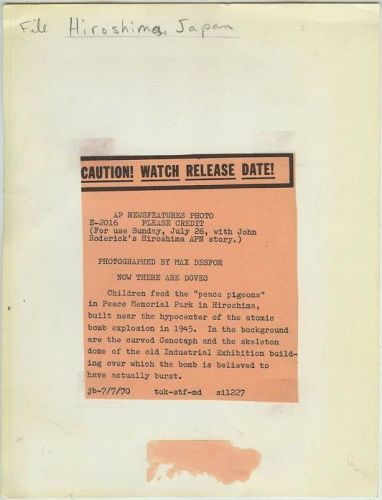 File Hiroshima, Japan
CAUTION! WATCH RELEASE DATE!
AP NEWSFEATURES PHOTO
E-2016 PLEASE CREDIT
(For use Sunday, July 26, with John
Roderick's Hiroshima APN story.)
PHOTOGRAPHED BY MAX DESFOR
NOW THERE ARE DOVES
Children feed the "peace pigeons"
in Peace Memorial Park in Hiroshima,
built near the hypocenter of the atomic
bomb explosion in 1945. In the background
are the curved Cenotaph and the skeleton
dome of the old Industrial Exhibition build-
ing over which the bomb is believed to
have actually burst.
jb-7/7/70 tok-stf-md sil227